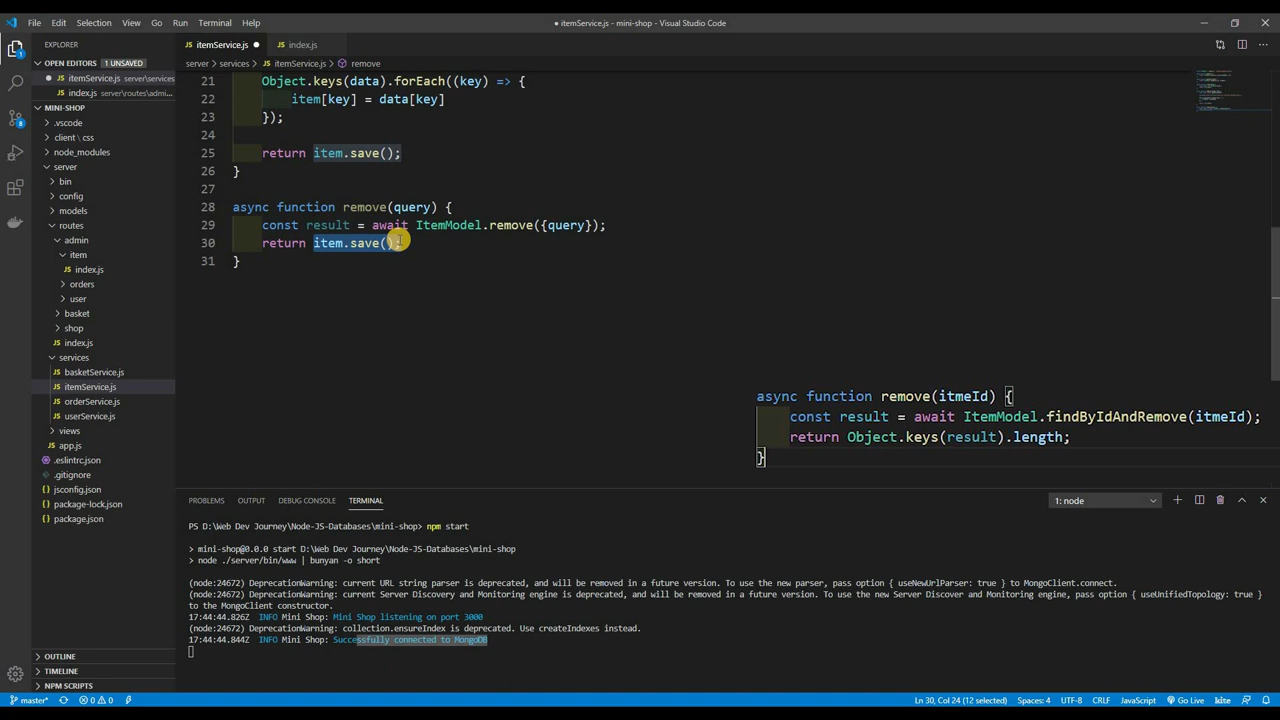 File Edit Selection View Go Run Terminal Help
● itemService.js - mini-shop - Visual Studio Code
EXPLORER
OPEN EDITORS 1 UNSAVED
itemService.js server\services
index.js server\routes\admi...
MINI-SHOP
.vscode
client \ css
node_modules
server
bin
config
models
routes
admin
item
index.js
orders
user
basket
shop
index.js
services
basketService.js
itemService.js
orderService.js
userService.js
views
app.js
.eslintrc.json
.gitignore
jsconfig.json
package-lock.json
package.json
OUTLINE
TIMELINE
NPM SCRIPTS
itemService.js ● index.js
server > services > itemService.js > remove
21 Object.keys(data).forEach((key) => {
22 item[key] = data[key]
23 });
24
25 return item.save();
26 }
27
28 async function remove(query) {
29 const result = await ItemModel.remove({query});
30 return item.save();
31 }
async function remove(itmeId) {
const result = await ItemModel.findByIdAndRemove(itmeId);
return Object.keys(result).length;
}
PROBLEMS OUTPUT DEBUG CONSOLE TERMINAL
1: node
PS D:\Web Dev Journey\Node-JS-Databases\mini-shop> npm start
> mini-shop@0.0.0 start D:\Web Dev Journey\Node-JS-Databases\mini-shop
> node ./server/bin/www | bunyan -o short
(node:24672) DeprecationWarning: current URL string parser is deprecated, and will be removed in a future version. To use the new parser, pass option { useNewUrlParser: true } to MongoClient.connect.
(node:24672) DeprecationWarning: current Server Discovery and Monitoring engine is deprecated, and will be removed in a future version. To use the new Server Discover and Monitoring engine, pass option { useUnifiedTopology: true }
to the MongoClient constructor.
17:44:44.826Z INFO Mini Shop: Mini Shop listening on port 3000
(node:24672) DeprecationWarning: collection.ensureIndex is deprecated. Use createIndexes instead.
17:44:44.844Z INFO Mini Shop: Successfully connected to MongoDB
master* 0 0 Ln 30, Col 24 (12 selected) Spaces: 4 UTF-8 CRLF JavaScript Go Live kite